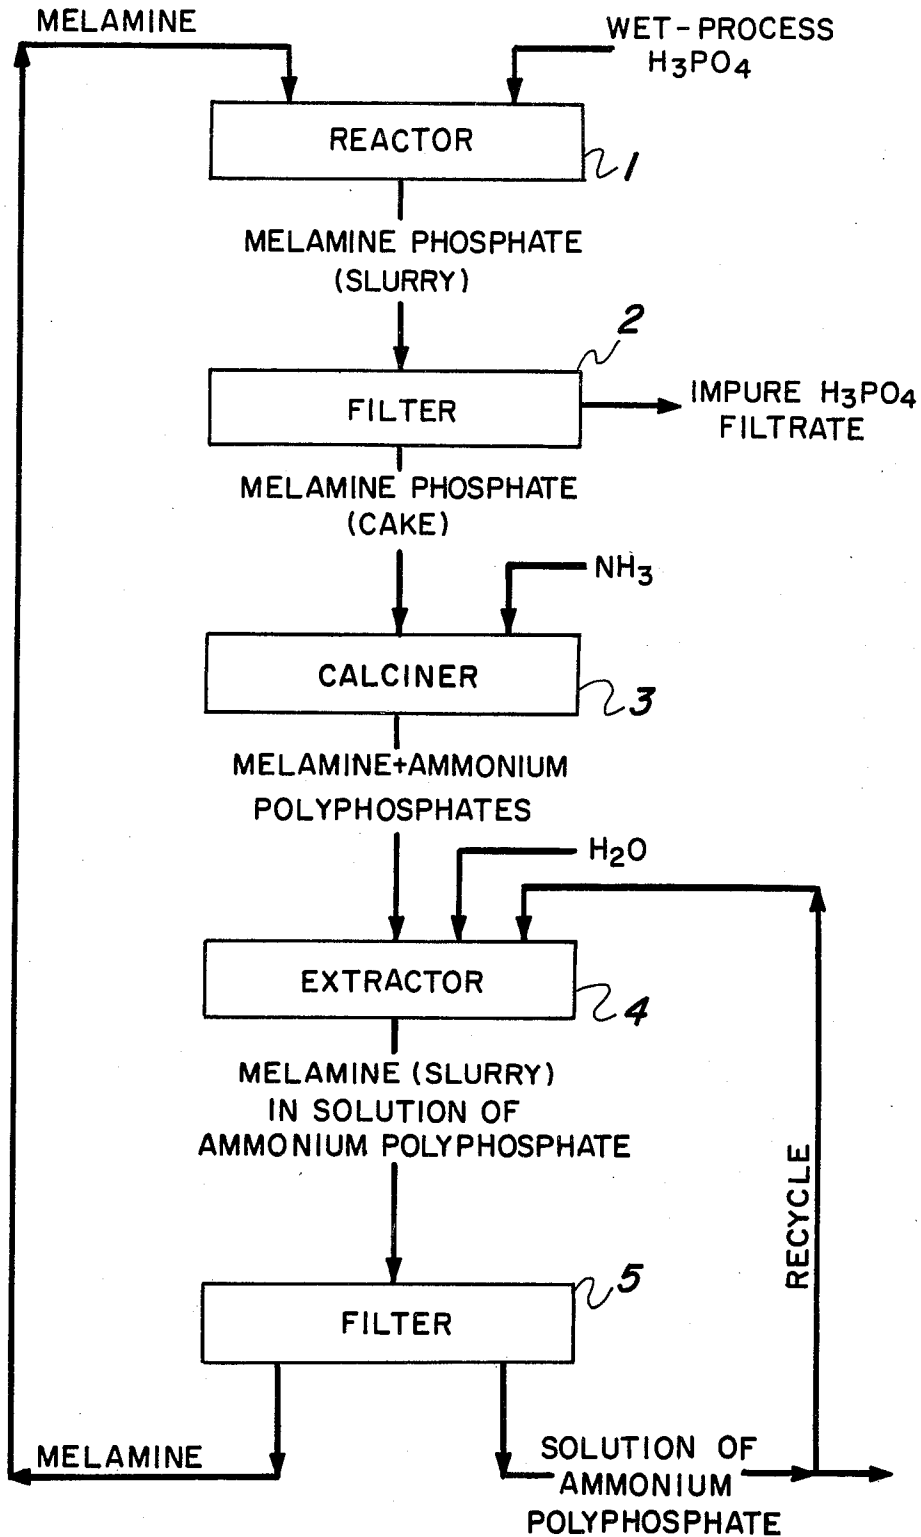 MELAMINE
WET-PROCESS
H3PO4
REACTOR
1
MELAMINE PHOSPHATE
(SLURRY)
2
FILTER
IMPURE H3PO4
FILTRATE
MELAMINE PHOSPHATE
(CAKE)
NH3
CALCINER
3
MELAMINE+AMMONIUM
POLYPHOSPHATES
H2O
EXTRACTOR
4
MELAMINE (SLURRY)
IN SOLUTION OF
AMMONIUM POLYPHOSPHATE
RECYCLE
5
FILTER
MELAMINE
SOLUTION OF
AMMONIUM
POLYPHOSPHATE